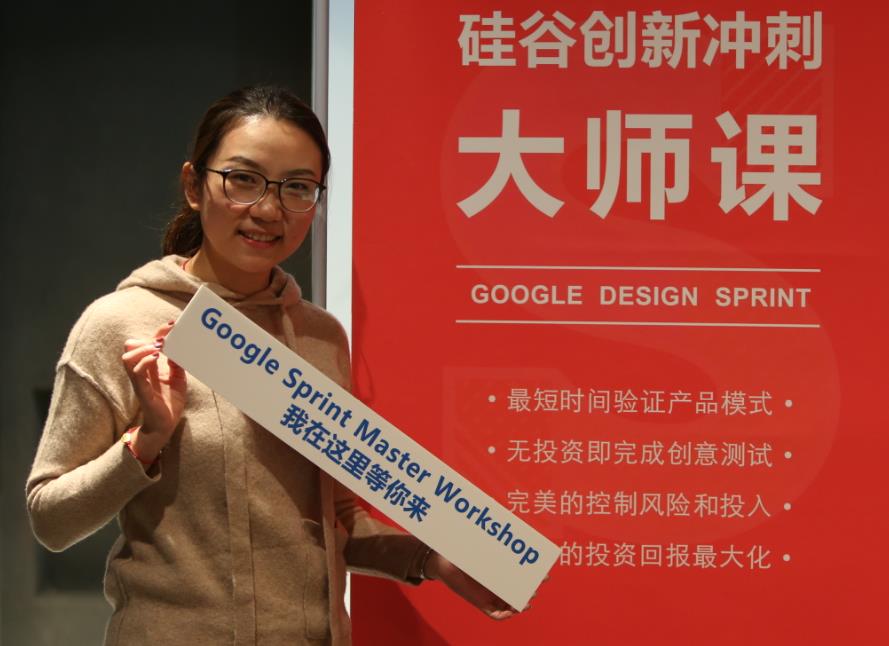 硅谷创新冲刺
大师课
GOOGLE DESIGN SPRINT
• 最短时间验证产品模式 •
• 无投资即完成创意测试 •
完美的控制风险和投入 •
的投资回报最大化 •
Google Sprint Master Workshop
我在这里等你来